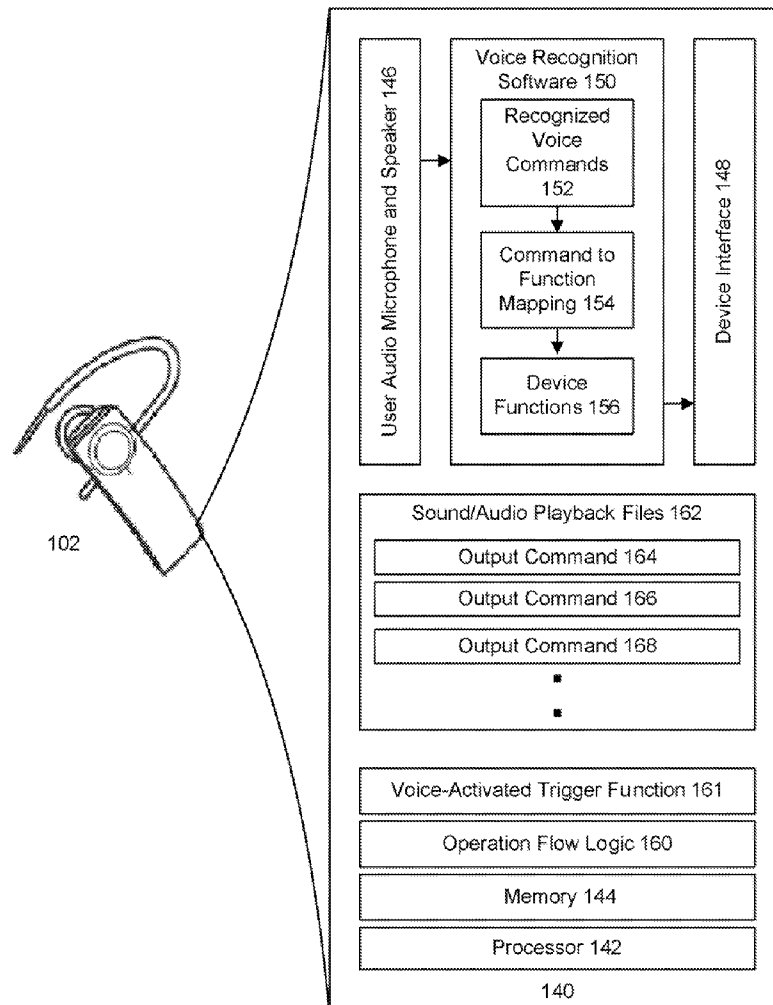 User Audio Microphone and Speaker 146
Voice Recognition
Software 150
Recognized
Voice
Commands
152
Command to
Function
Mapping 154
Device
Functions 156
Device Interface 148
102
Sound/Audio Playback Files 162
Output Command 164
Output Command 166
Output Command 168
Voice-Activated Trigger Function 161
Operation Flow Logic 160
Memory 144
Processor 142
140